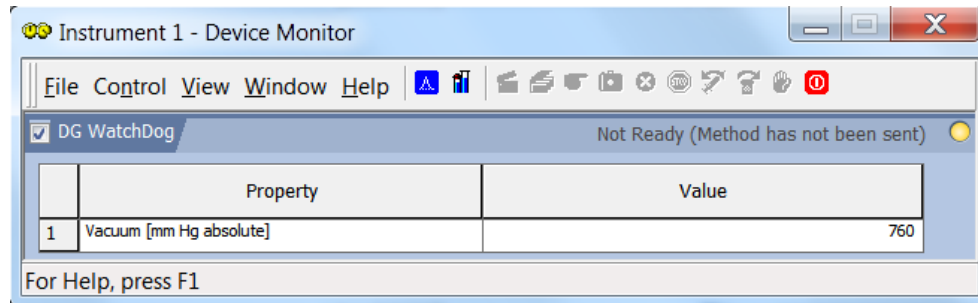 Instrument 1 - Device Monitor
File Control View Window Help
DG WatchDog Not Ready (Method has not been sent)
Property Value
1 Vacuum [mm Hg absolute] 760
For Help, press F1